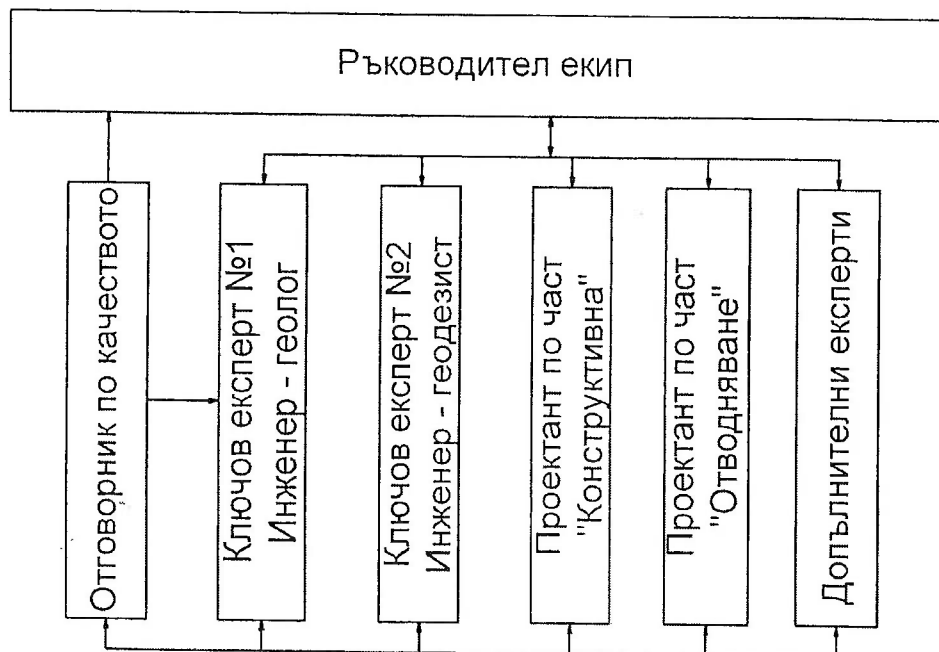 Ръководител екип
Отговорник по качеството
Ключов експерт №1
Инженер - геолог
Ключов експерт №2
Инженер - геодезист
Проектант по част
"Конструктивна"
Проектант по част
"Отводняване"
Допълнителни експерти